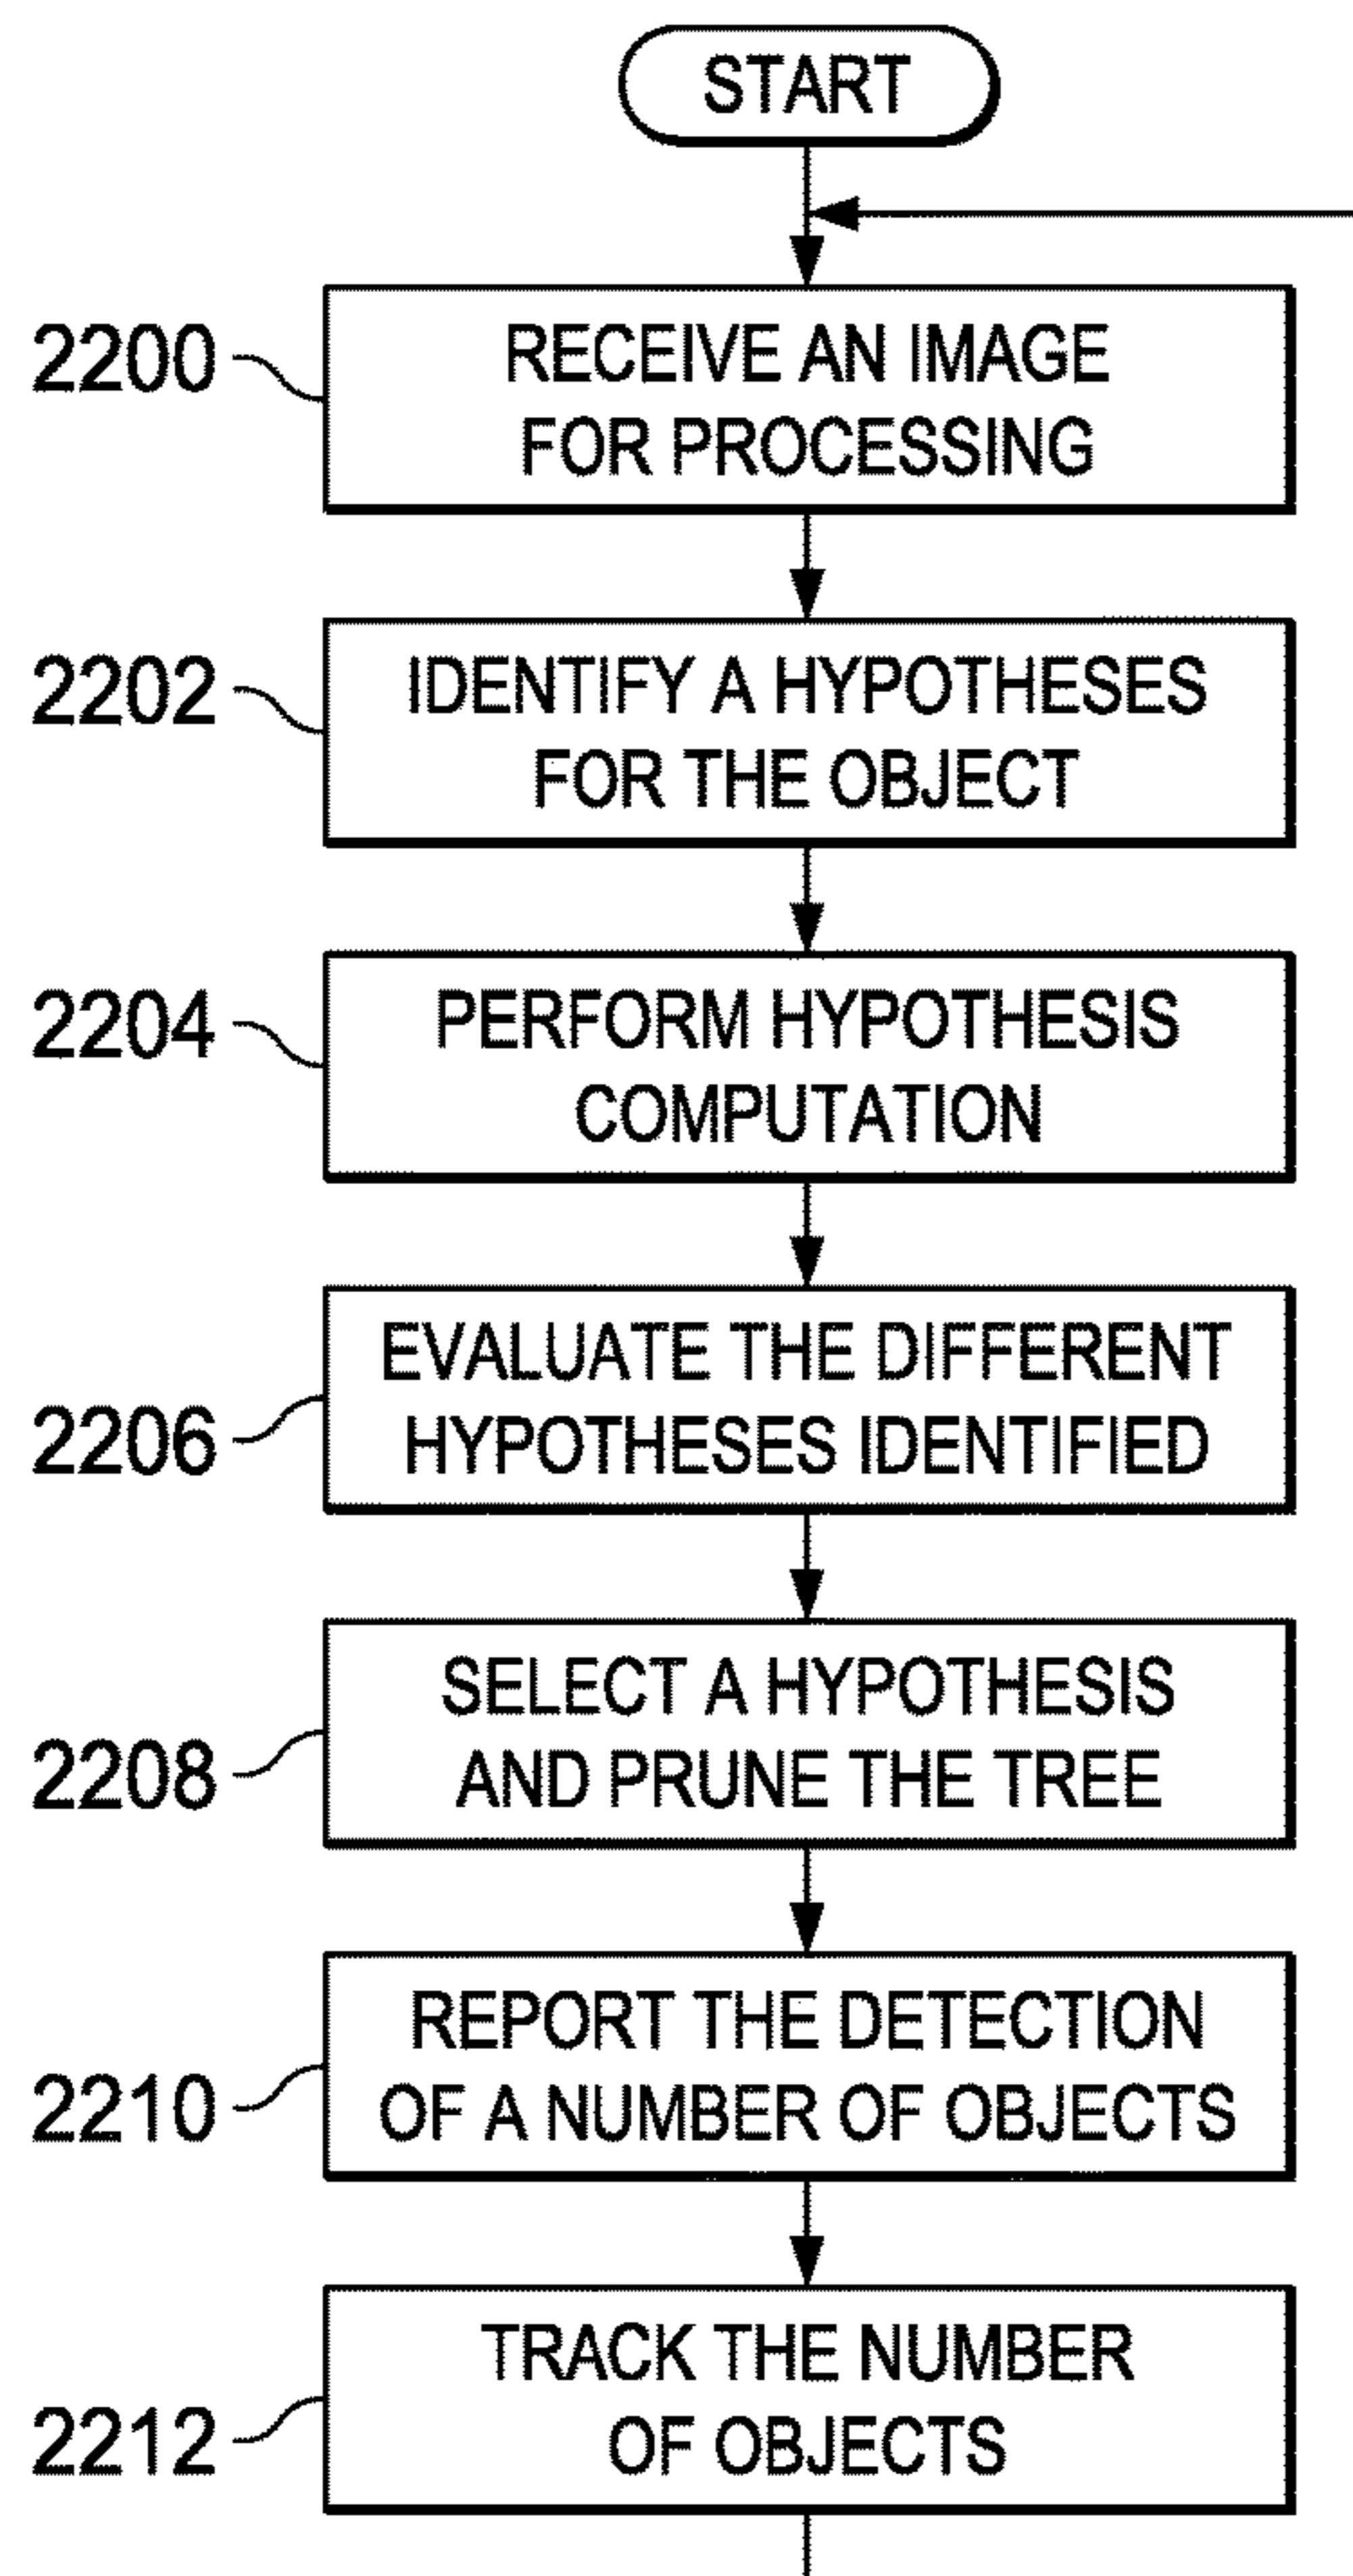 START
2200
RECEIVE AN IMAGE
FOR PROCESSING
2202
IDENTIFY A HYPOTHESES
FOR THE OBJECT
2204
PERFORM HYPOTHESIS
COMPUTATION
2206
EVALUATE THE DIFFERENT
HYPOTHESES IDENTIFIED
2208
SELECT A HYPOTHESIS
AND PRUNE THE TREE
2210
REPORT THE DETECTION
OF A NUMBER OF OBJECTS
2212
TRACK THE NUMBER
OF OBJECTS